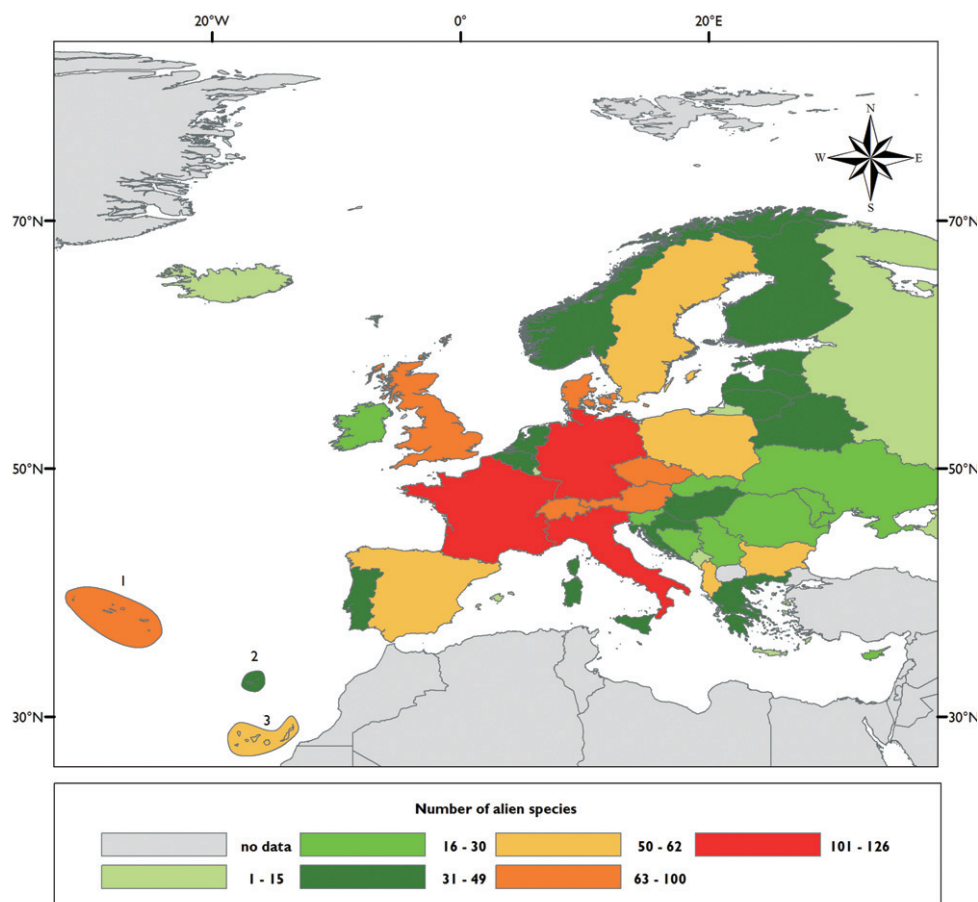 20°W 0° 20°E
N
W E
S
70°N 70°N
50°N 50°N
1
2
3
30°N 30°N
Number of alien species
no data 16 - 30 50 - 62 101 - 126
1 - 15 31 - 49 63 - 100